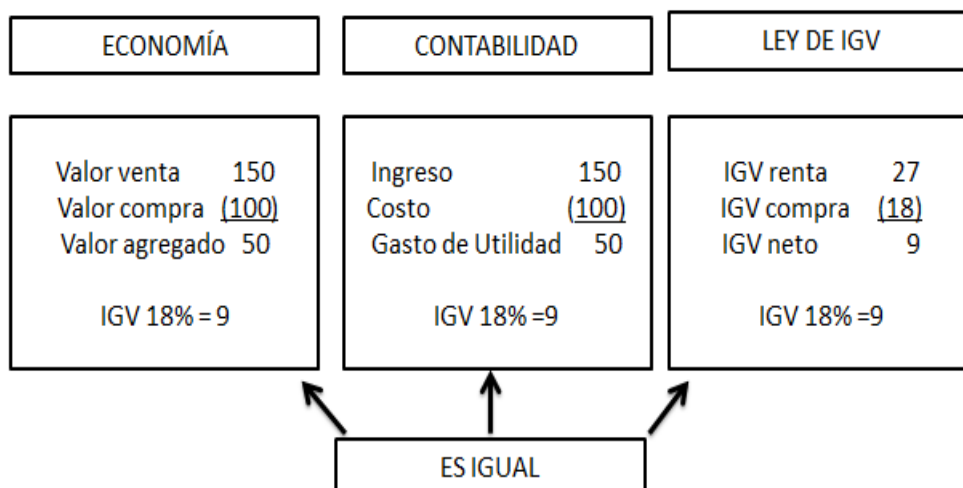 ECONOMÍA
CONTABILIDAD
LEY DE IGV
Valor venta 150
Valor compra (100)
Valor agregado 50
IGV 18% = 9
Ingreso 150
Costo (100)
Gasto de Utilidad 50
IGV 18% =9
IGV renta 27
IGV compra (18)
IGV neto 9
IGV 18% =9
ES IGUAL